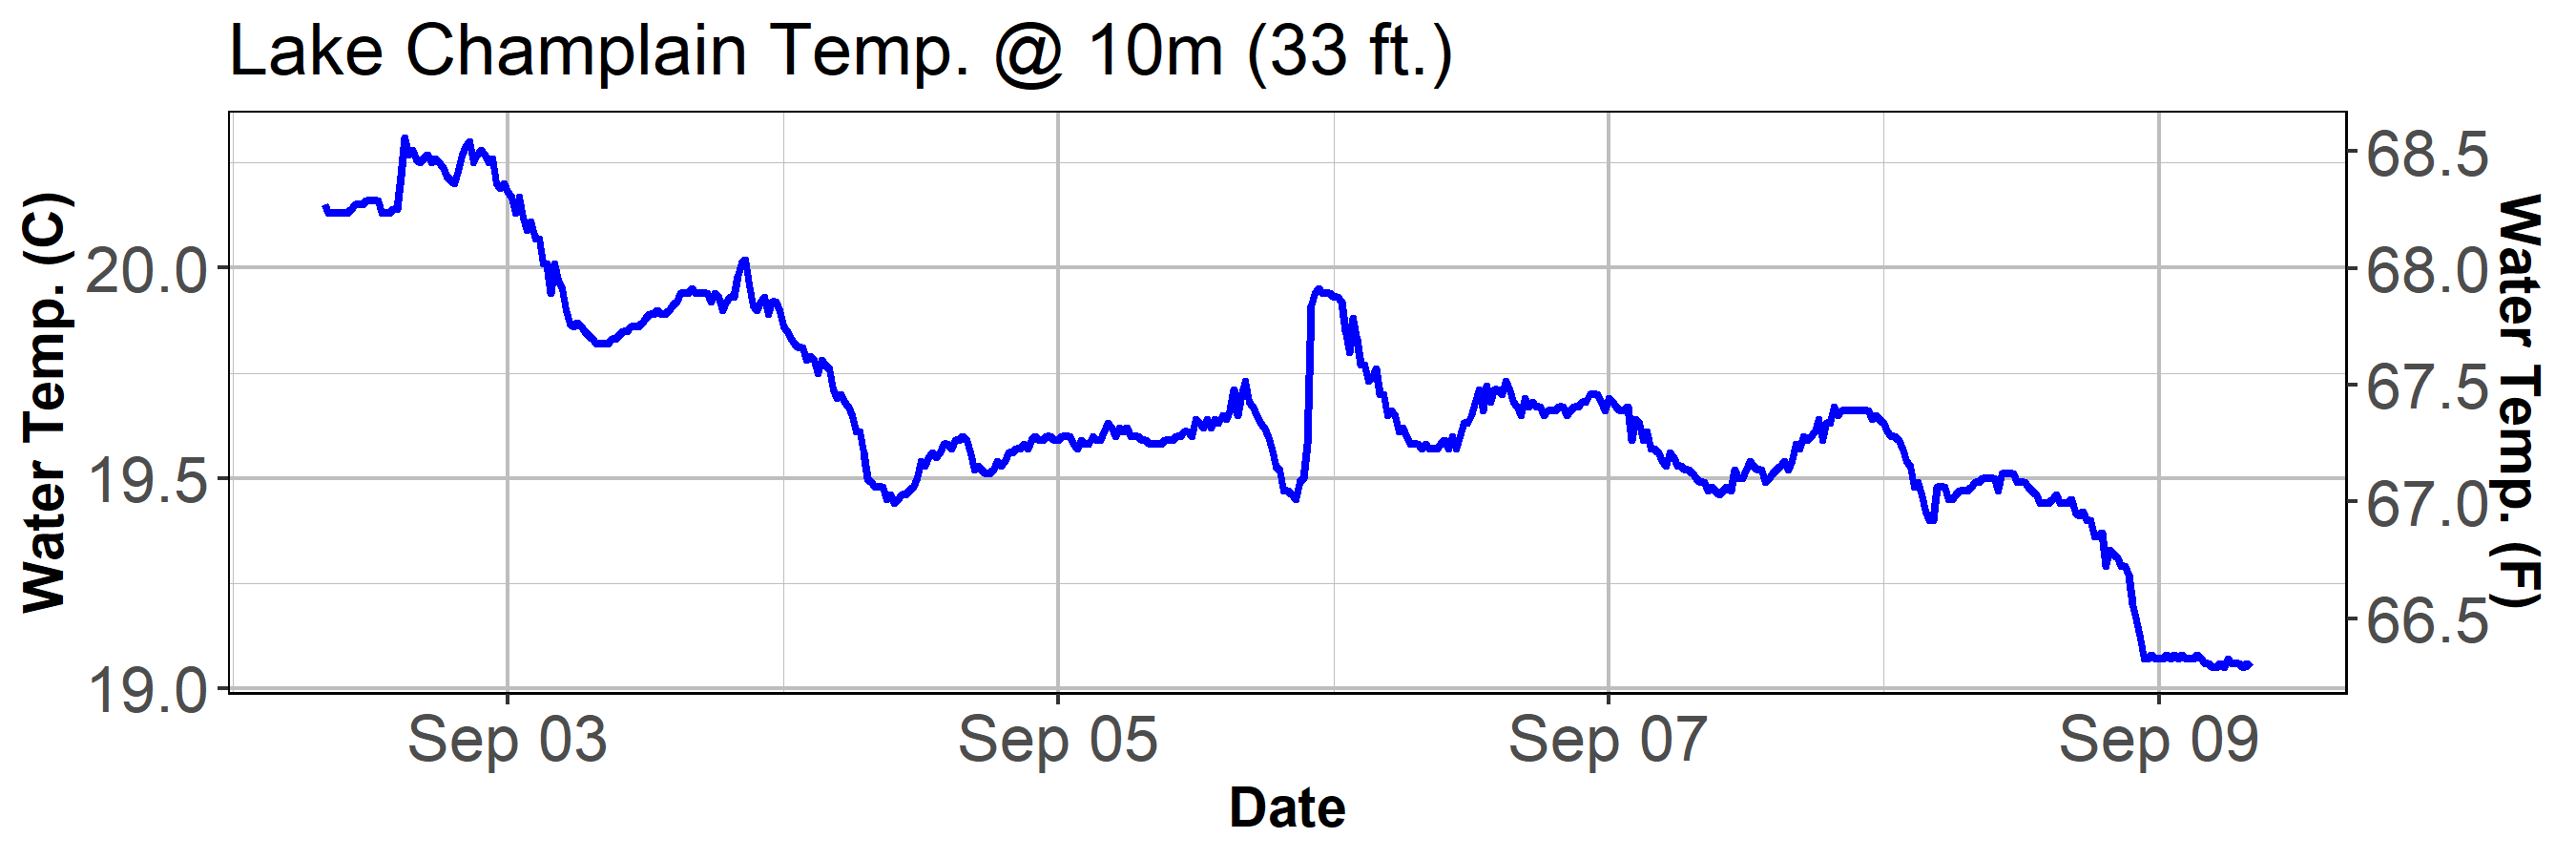 Lake Champlain Temp. @ 10m (33 ft.)
Water Temp. (C)
20.0
19.5
19.0
68.5
68.0
67.5
67.0
66.5
Water Temp. (F)
Sep 03
Sep 05
Sep 07
Sep 09
Date